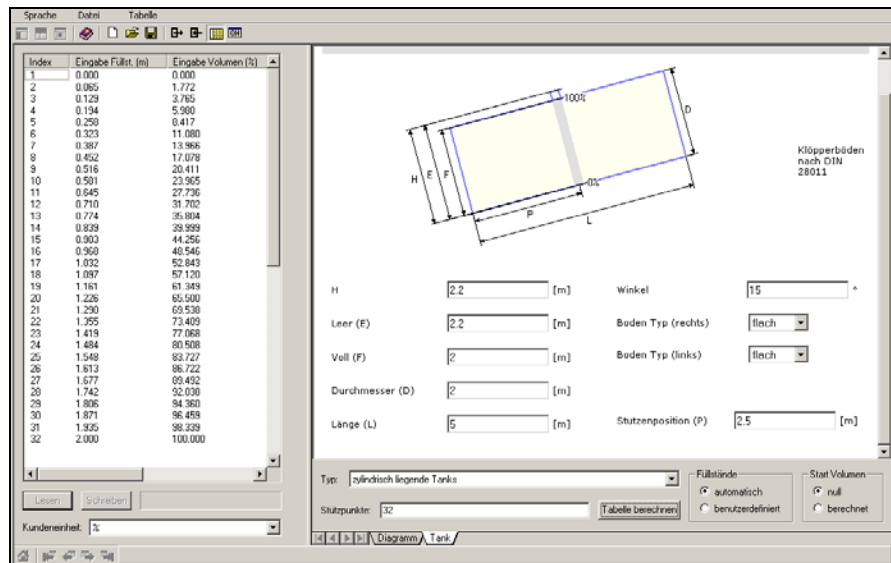 Sprache Datei Tabelle
Index Eingabe Füllst. (m) Eingabe Volumen (%)
1 0.000 0.000
2 0.065 1.772
3 0.129 3.765
4 0.194 5.980
5 0.258 8.417
6 0.323 11.080
7 0.387 13.966
8 0.452 17.078
9 0.516 20.411
10 0.581 23.965
11 0.645 27.736
12 0.710 31.702
13 0.774 35.804
14 0.839 39.999
15 0.903 44.256
16 0.968 48.546
17 1.032 52.843
18 1.097 57.120
19 1.161 61.349
20 1.226 65.500
21 1.290 69.538
22 1.355 73.409
23 1.419 77.068
24 1.484 80.508
25 1.548 83.727
26 1.613 86.722
27 1.677 89.492
28 1.742 92.038
29 1.806 94.360
30 1.871 96.459
31 1.935 98.339
32 2.000 100.000
Lesen Schreiben
Kundeneinheit: %
100%
D
H E F
0%
P
L
Klöpperböden
nach DIN
28011
H 2.2 [m] Winkel 15 °
Leer (E) 2.2 [m] Boden Typ (rechts) flach
Voll (F) 2 [m] Boden Typ (links) flach
Durchmesser (D) 2 [m]
Länge (L) 5 [m] Stutzenposition (P) 2.5 [m]
Typ: zylindrisch liegende Tanks
Stützpunkte: 32 Tabelle berechnen
Füllstände
automatisch
benutzerdefiniert
Start Volumen
null
berechnet
Diagramm Tank